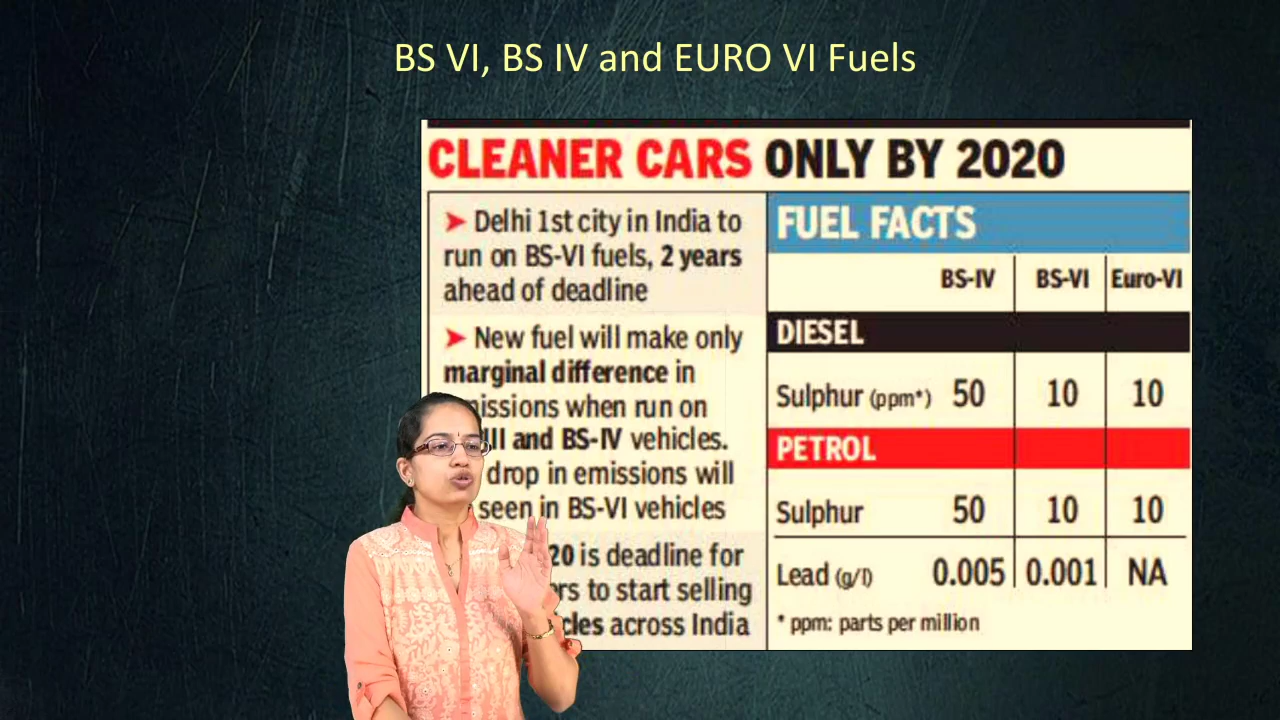 BS VI, BS IV and EURO VI Fuels
CLEANER CARS ONLY BY 2020
➤ Delhi 1st city in India to
run on BS-VI fuels, 2 years
ahead of deadline
➤ New fuel will make only
marginal difference in
when run on
and BS-IV vehicles.
drop in emissions will
seen in BS-VI vehicles
is deadline for
to start selling
across India
FUEL FACTS
BS-IV BS-VI Euro-VI
DIESEL
Sulphur (ppm*) 50 10 10
PETROL
Sulphur 50 10 10
Lead (g/l) 0.005 0.001 NA
* ppm: parts per million